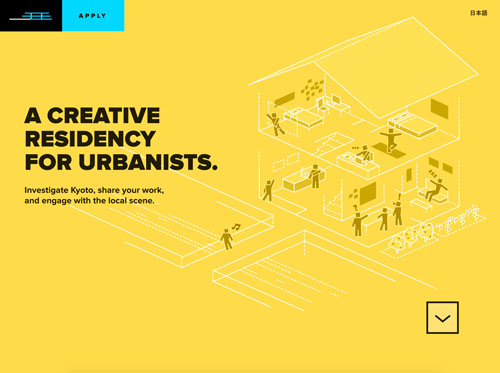 APPLY
日本語
A CREATIVE
RESIDENCY
FOR URBANISTS.
Investigate Kyoto, share your work,
and engage with the local scene.